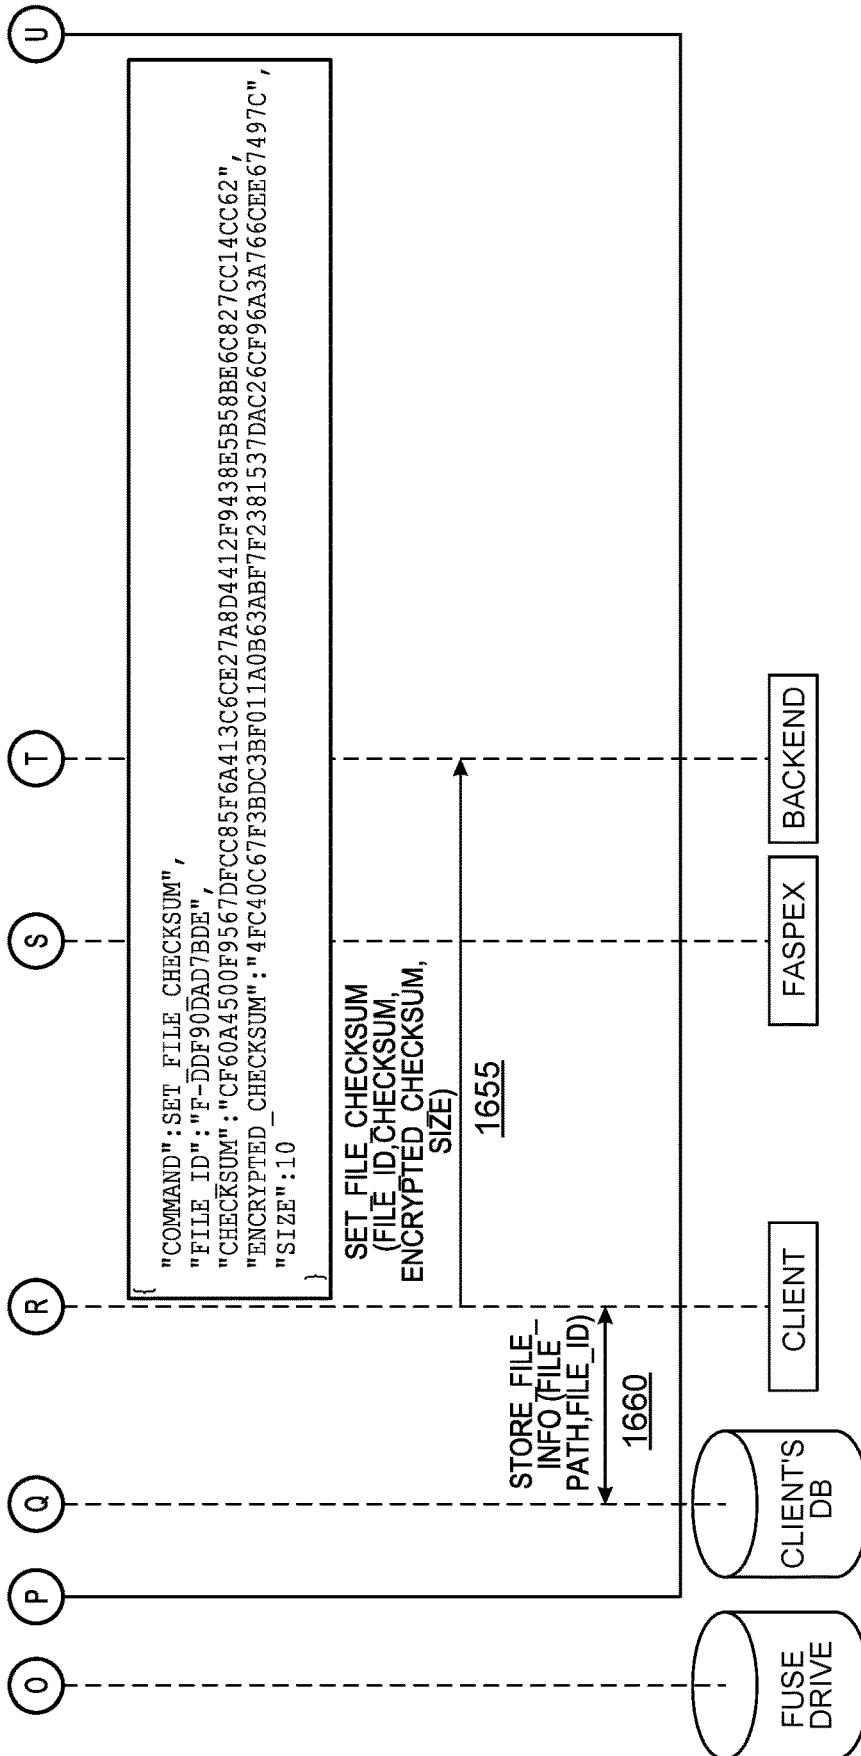 O
P
Q
R
S
T
U
{
"COMMAND":SET_FILE_CHECKSUM",
"FILE_ID":"F-DDF90DAD7BDE",
"CHECKSUM":"CF60A4500F9567DFCC85F6A413C6CE27A8D4412F9438E5B58BE6C827CC14CC62",
"ENCRYPTED_CHECKSUM":"4FC40C67F3BDC3BF011A0B63ABF7F2381537DAC26CF96A3A766CEE67497C",
"SIZE":10
}
SET_FILE_CHECKSUM
(FILE_ID,CHECKSUM,
ENCRYPTED_CHECKSUM,
SIZE)
1655
STORE_FILE_
INFO (FILE_
PATH,FILE_ID)
1660
FUSE
DRIVE
CLIENT'S
DB
CLIENT
FASPEX
BACKEND